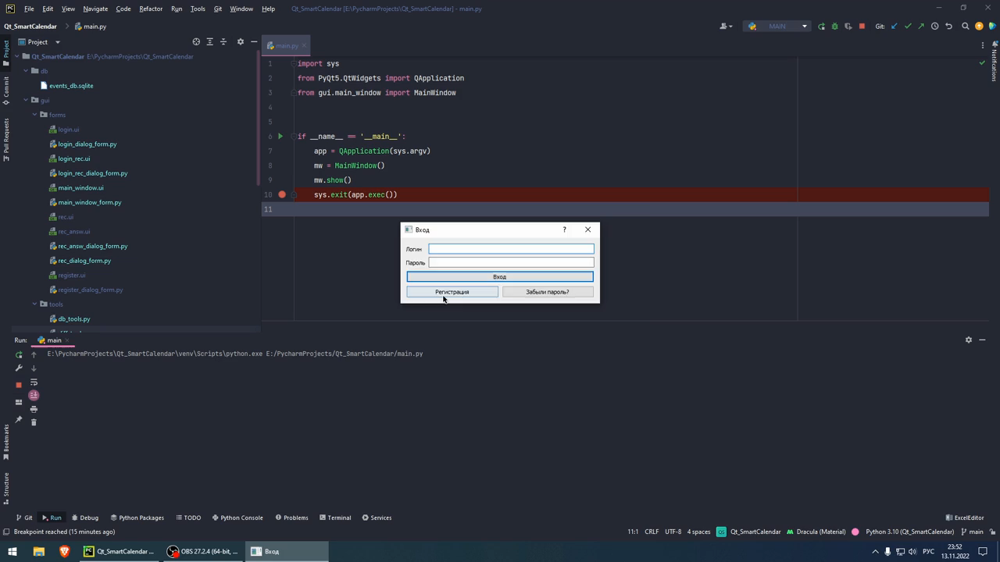 File Edit View Navigate Code Refactor Run Tools Git Window Help Qt_SmartCalendar [E:\PycharmProjects\Qt_SmartCalendar] - main.py
Qt_SmartCalendar main.py MAIN Git:
Project
main.py
Qt_SmartCalendar E:\PycharmProjects\Qt_SmartCalendar
db
events_db.sqlite
gui
forms
login.ui
login_dialog_form.py
login_rec.ui
login_rec_dialog_form.py
main_window.ui
main_window_form.py
rec.ui
rec_answ.ui
rec_answ_dialog_form.py
rec_dialog_form.py
register.ui
register_dialog_form.py
tools
db_tools.py
Project
Commit
Pull Requests
Bookmarks
Structure
Notifications
1 import sys
2 from PyQt5.QtWidgets import QApplication
3 from gui.main_window import MainWindow
4
5
6 if __name__ == '__main__':
7 app = QApplication(sys.argv)
8 mw = MainWindow()
9 mw.show()
10 sys.exit(app.exec())
11
Вход ?
Логин
Пароль
Вход
Регистрация Забыли пароль?
Run: main
E:\PycharmProjects\Qt_SmartCalendar\venv\Scripts\python.exe E:/PycharmProjects/Qt_SmartCalendar/main.py
Git Run Debug Python Packages TODO Python Console Problems Terminal Services ExcelEditor
Breakpoint reached (15 minutes ago) 11:1 CRLF UTF-8 4 spaces QS Qt_SmartCalendar Dracula (Material) Python 3.10 (Qt_SmartCalendar) main
Qt_SmartCalendar ... OBS 27.2.4 (64-bit, ... Вход РУС 23:52
13.11.2022